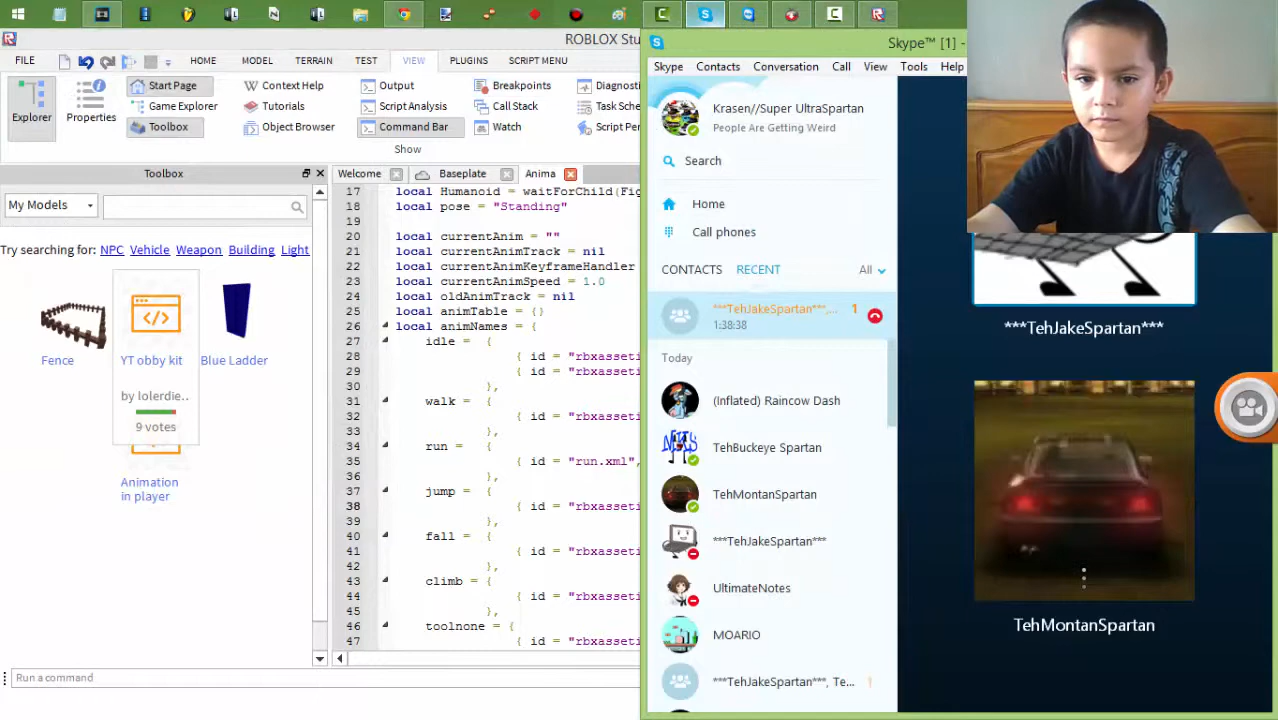 ROBLOX Stu
FILE
HOME
MODEL
TERRAIN
TEST
VIEW
PLUGINS
SCRIPT MENU
Explorer
Properties
Start Page
Game Explorer
Toolbox
Context Help
Tutorials
Object Browser
Output
Script Analysis
Command Bar
Breakpoints
Call Stack
Watch
Diagnosti
Task Sch
Script Per
Show
Toolbox
My Models
Try searching for: NPC Vehicle Weapon Building Light
Fence
YT obby kit
Blue Ladder
by lolerdie..
9 votes
Animation
in player
Welcome
Baseplate
Anima
17 local Humanoid = waitForChild(Fig
18 local pose = "Standing"
19
20 local currentAnim = ""
21 local currentAnimTrack = nil
22 local currentAnimKeyframeHandler
23 local currentAnimSpeed = 1.0
24 local oldAnimTrack = nil
25 local animTable = {}
26 local animNames = {
27 idle = {
28 { id = "rbxasseti
29 { id = "rbxasseti
30 },
31 walk = {
32 { id = "rbxasseti
33 },
34 run = {
35 { id = "run.xml",
36 },
37 jump = {
38 { id = "rbxasseti
39 },
40 fall = {
41 { id = "rbxasseti
42 },
43 climb = {
44 { id = "rbxasseti
45 },
46 toolnone = {
47 { id = "rbxasseti
Run a command
Skype™ [1] -
Skype Contacts Conversation Call View Tools Help
Krasen//Super UltraSpartan
People Are Getting Weird
Search
Home
Call phones
CONTACTS RECENT All
***TehJakeSpartan***,... 1
1:38:38
Today
(Inflated) Raincow Dash
TehBuckeye Spartan
TehMontanSpartan
***TehJakeSpartan***
UltimateNotes
MOARIO
***TehJakeSpartan***, Te... 1
***TehJakeSpartan***
TehMontanSpartan